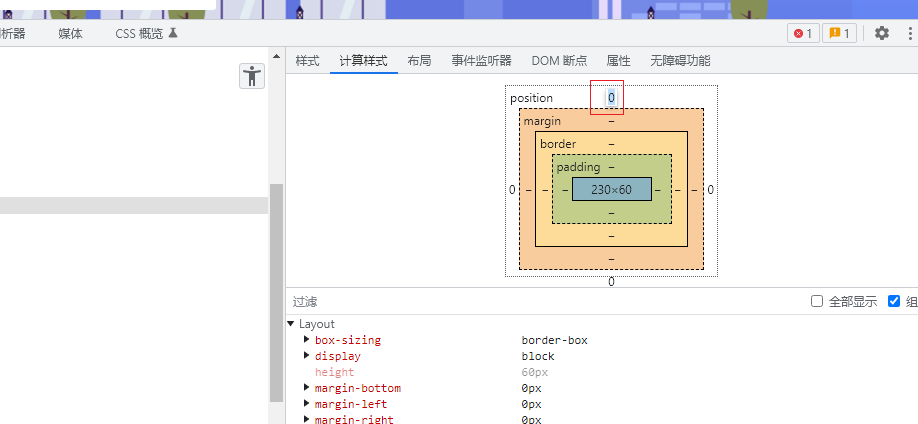 析器 媒体 CSS 概览 1 1
样式 计算样式 布局 事件监听器 DOM 断点 属性 无障碍功能
position 0
margin –
border –
padding –
0 – – – 230×60 – – – 0
–
–
–
0
过滤 全部显示 组
Layout
box-sizing border-box
display block
height 60px
margin-bottom 0px
margin-left 0px
margin-right 0px